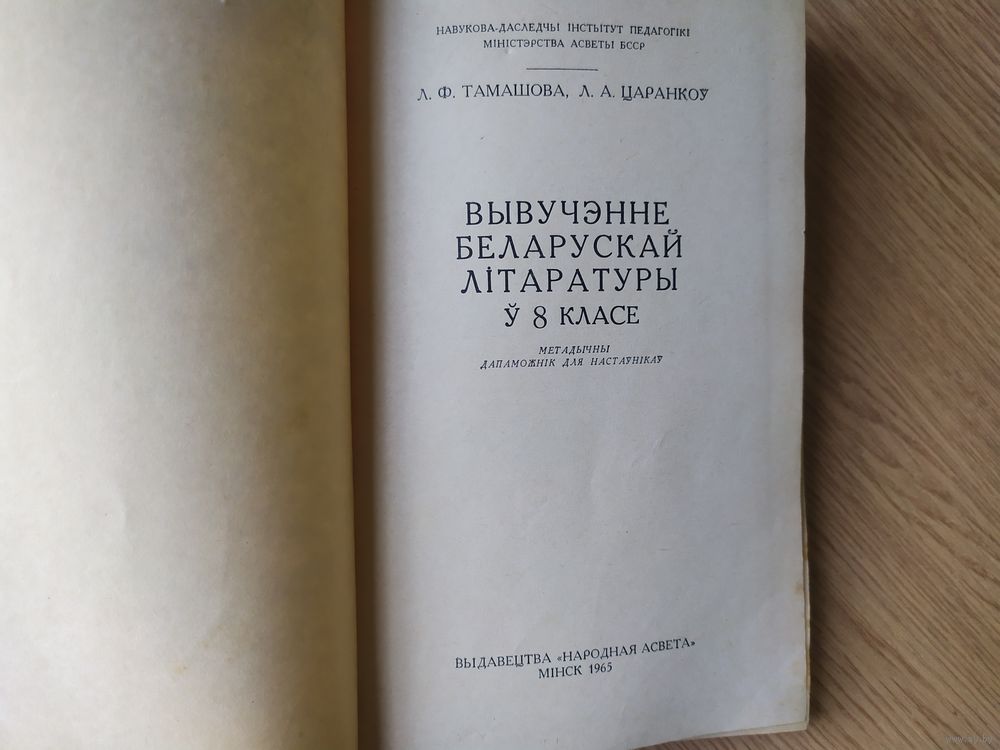 НАВУКОВА-ДАСЛЕДЧЫ ІНСТЫТУТ ПЕДАГОГІКІ
МІНІСТЭРСТВА АСВЕТЫ БССР
Л. Ф. ТАМАШОВА, Л. А. ЦАРАНКОЎ
ВЫВУЧЭННЕ
БЕЛАРУСКАЙ
ЛІТАРАТУРЫ
Ў 8 КЛАСЕ
МЕТАДЫЧНЫ
ДАПАМОЖНІК ДЛЯ НАСТАЎНІКАЎ
ВЫДАВЕЦТВА «НАРОДНАЯ АСВЕТА»
МІНСК 1965